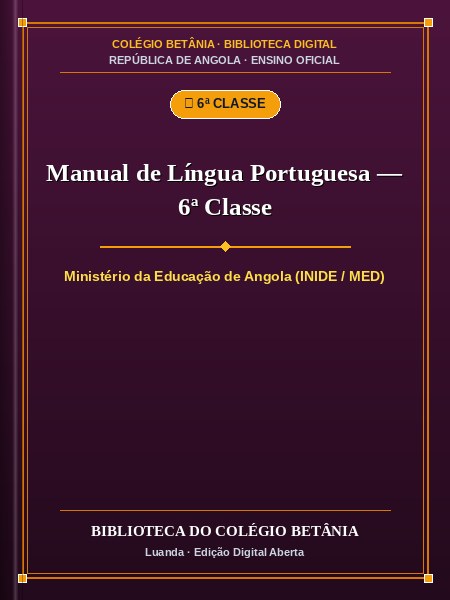 COLÉGIO BETÂNIA · BIBLIOTECA DIGITAL
REPÚBLICA DE ANGOLA · ENSINO OFICIAL
6ª CLASSE
Manual de Língua Portuguesa —
6ª Classe
Ministério da Educação de Angola (INIDE / MED)
BIBLIOTECA DO COLÉGIO BETÂNIA
Luanda · Edição Digital Aberta